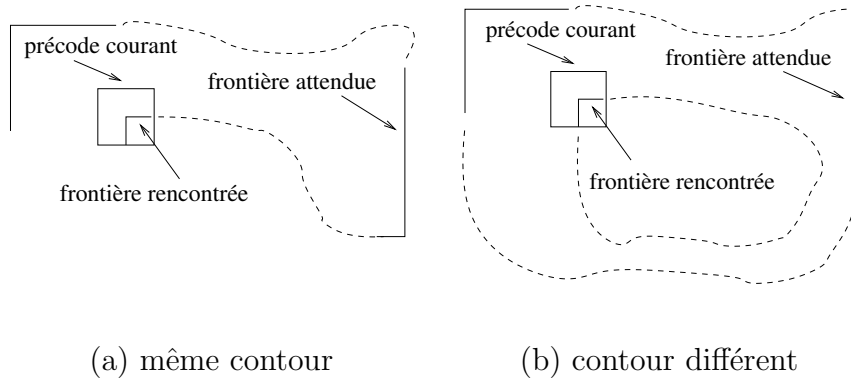 précode courant
frontière attendue
frontière rencontrée
(a) même contour
précode courant
frontière attendue
frontière rencontrée
(b) contour différent